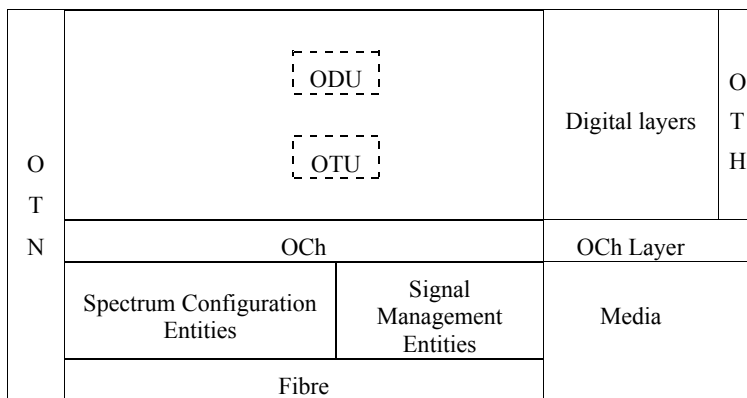 ODU
OTU
Digital layers
O
T
H
O
T
N
OCh
OCh Layer
Spectrum Configuration
Entities
Signal
Management
Entities
Media
Fibre